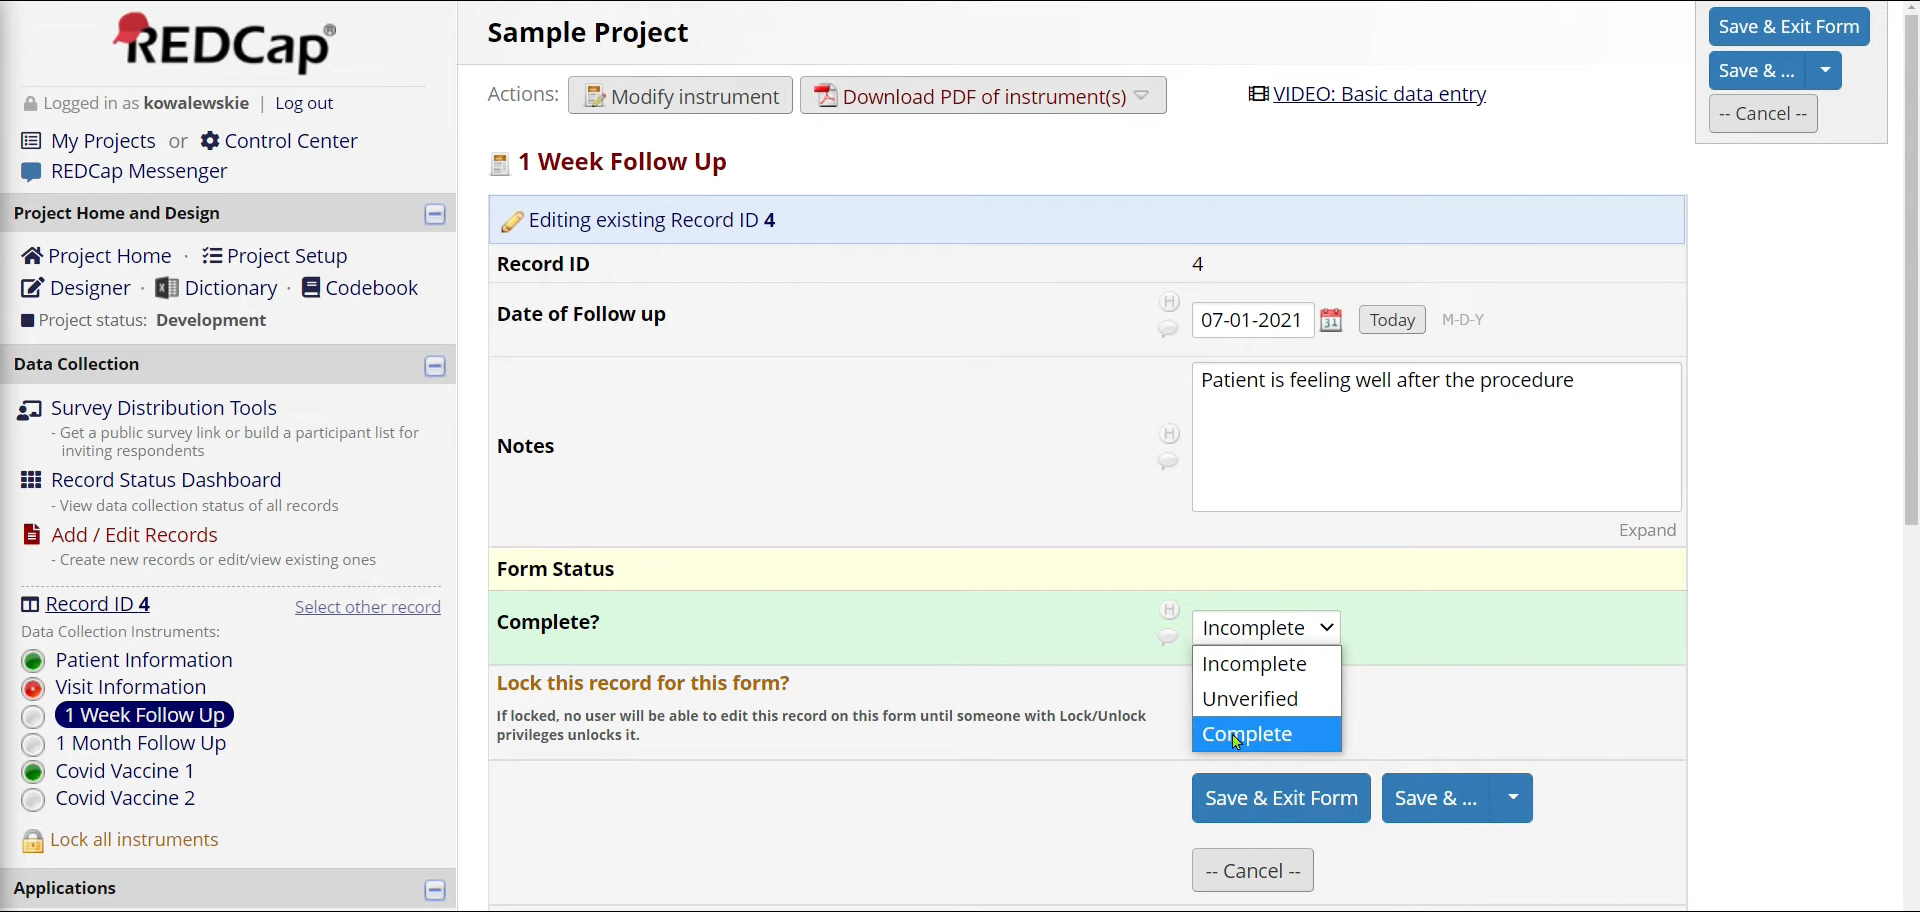 REDCap®
Logged in as kowalewskie | Log out
My Projects or Control Center
REDCap Messenger
Project Home and Design
Project Home · Project Setup
Designer · Dictionary · Codebook
Project status: Development
Data Collection
Survey Distribution Tools
- Get a public survey link or build a participant list for
inviting respondents
Record Status Dashboard
- View data collection status of all records
Add / Edit Records
- Create new records or edit/view existing ones
Record ID 4 Select other record
Data Collection Instruments:
Patient Information
Visit Information
1 Week Follow Up
1 Month Follow Up
Covid Vaccine 1
Covid Vaccine 2
Lock all instruments
Applications
Sample Project
Actions: Modify instrument Download PDF of instrument(s) VIDEO: Basic data entry
1 Week Follow Up
Editing existing Record ID 4
Record ID 4
Date of Follow up H 07-01-2021 31 Today M-D-Y
Patient is feeling well after the procedure
Notes H
Expand
Form Status
Complete? H Incomplete
Incomplete
Unverified
Complete
Lock this record for this form?
If locked, no user will be able to edit this record on this form until someone with Lock/Unlock
privileges unlocks it.
Save & Exit Form Save & ...
-- Cancel --
Save & Exit Form
Save & ...
-- Cancel --